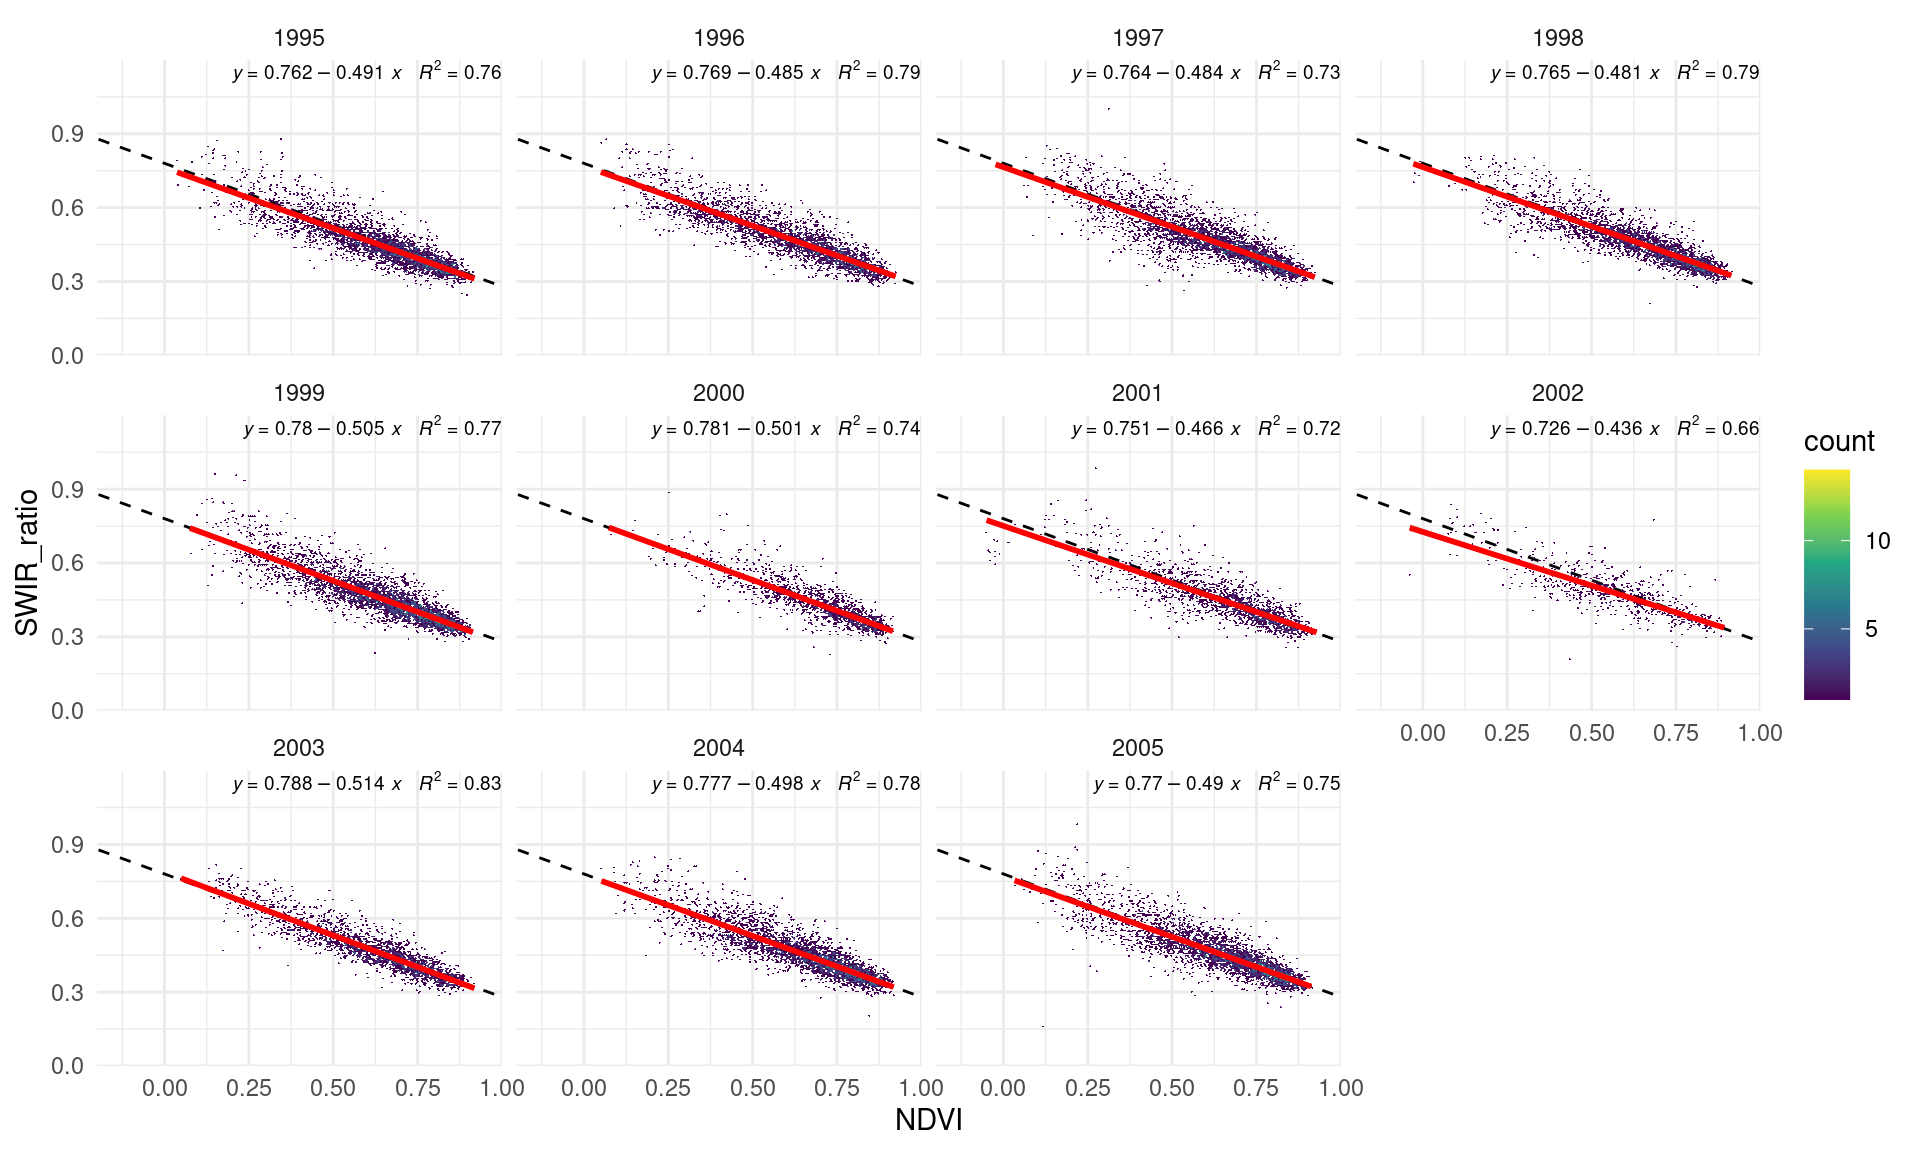 1995 1996 1997 1998
y = 0.762 − 0.491 x R² = 0.76 y = 0.769 − 0.485 x R² = 0.79 y = 0.764 − 0.484 x R² = 0.73 y = 0.765 − 0.481 x R² = 0.79
0.9
0.6
0.3
0.0
1999 2000 2001 2002
y = 0.78 − 0.505 x R² = 0.77 y = 0.781 − 0.501 x R² = 0.74 y = 0.751 − 0.466 x R² = 0.72 y = 0.726 − 0.436 x R² = 0.66
0.9
0.6
0.3
0.0
0.00 0.25 0.50 0.75 1.00
2003 2004 2005
y = 0.788 − 0.514 x R² = 0.83 y = 0.777 − 0.498 x R² = 0.78 y = 0.77 − 0.49 x R² = 0.75
0.9
0.6
0.3
0.0
0.00 0.25 0.50 0.75 1.00 0.00 0.25 0.50 0.75 1.00 0.00 0.25 0.50 0.75 1.00
NDVI
SWIR_ratio
count
10
5